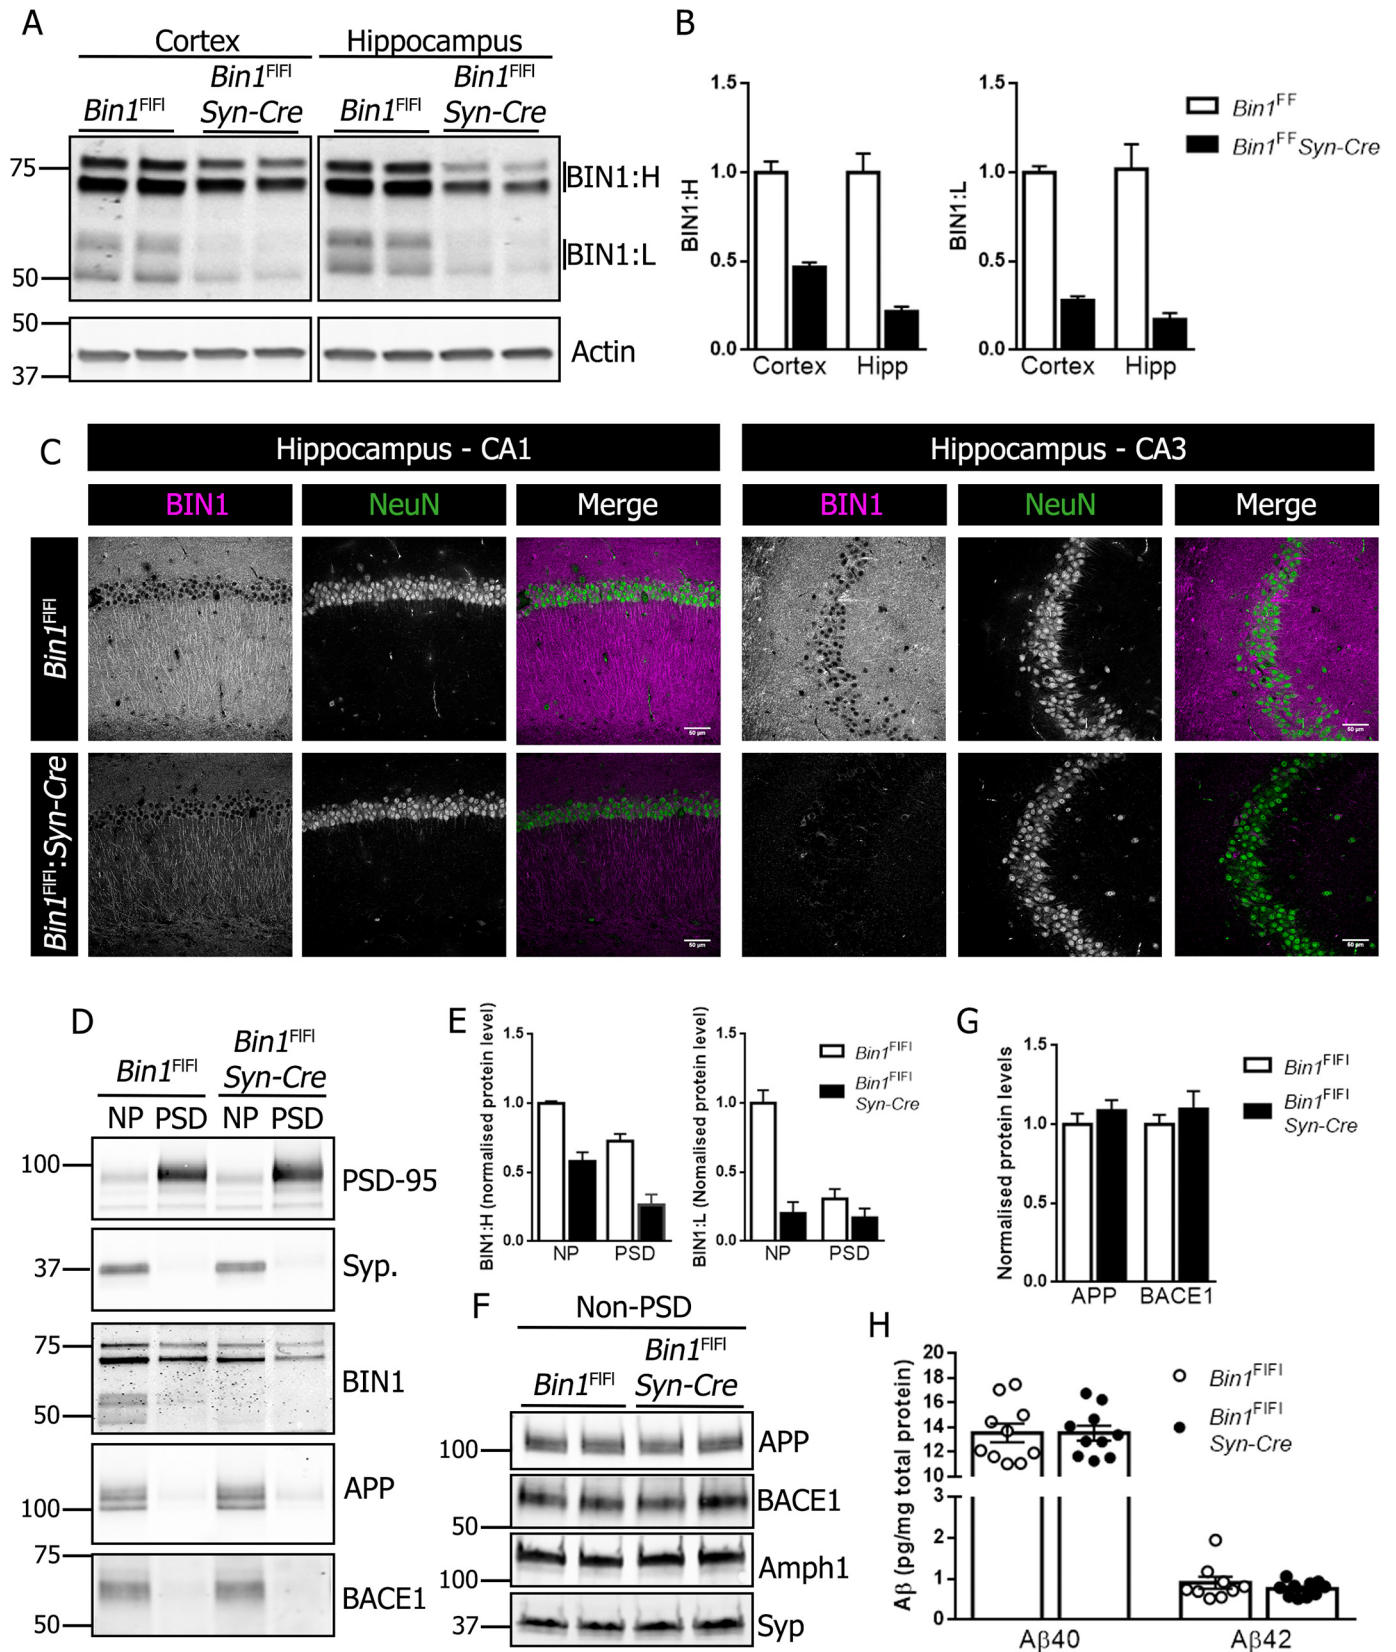 A
Cortex Hippocampus
Bin1FlFl Bin1FlFl Syn-Cre Bin1FlFl Bin1FlFl Syn-Cre
75
BIN1:H
BIN1:L
50
50
Actin
37
B
1.5
1.0
0.5
0.0
BIN1:H
Cortex Hipp
1.5
1.0
0.5
0.0
BIN1:L
Cortex Hipp
Bin1FF
Bin1FF Syn-Cre
C
Hippocampus - CA1 Hippocampus - CA3
BIN1 NeuN Merge BIN1 NeuN Merge
Bin1FlFl
50 µm 50 µm
Bin1FlFl:Syn-Cre
50 µm 50 µm
D
Bin1FlFl Bin1FlFl Syn-Cre
NP PSD NP PSD
100
PSD-95
37
Syp.
75
BIN1
50
APP
100
75
BACE1
50
E
BIN1:H (normalised protein level)
1.5
1.0
0.5
0.0
NP PSD
BIN1:L (Nomalised protein level)
1.5
1.0
0.5
0.0
NP PSD
Bin1FlFl
Bin1FlFl
Syn-Cre
F
Non-PSD
Bin1FlFl Bin1FlFl Syn-Cre
100
APP
BACE1
50
Amph1
100
37
Syp
G
Normalised protein levels
1.5
1.0
0.5
0.0
APP BACE1
Bin1FlFl
Bin1FlFl
Syn-Cre
H
Aβ (pg/mg total protein)
20
18
16
14
12
10
3
2
1
0
Aβ40 Aβ42
Bin1FlFl
Bin1FlFl
Syn-Cre